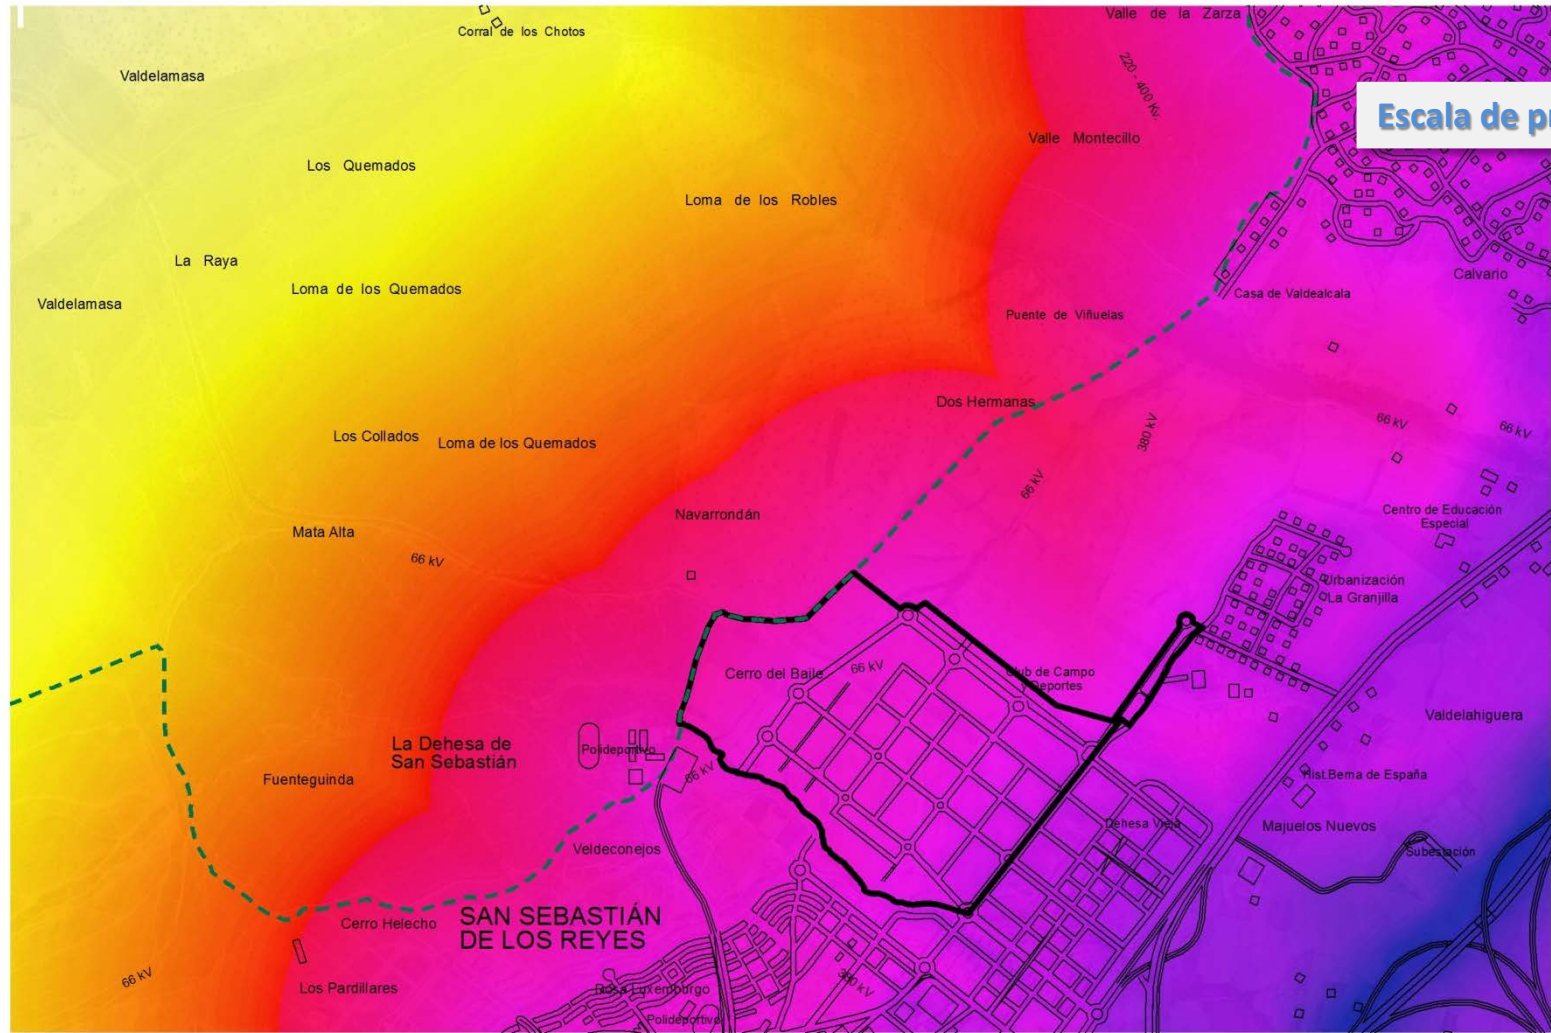 Valle de la Zarza
Corral de los Chotos
Valdelamasa
220 - 400 Kv.
Escala de
Valle Montecillo
Los Quemados
Loma de los Robles
La Raya
Loma de los Quemados
Valdelamasa
Calvario
Casa de Valdealcala
Puente de Viñuelas
Dos Hermanas
66 kV
380 kV
66 kV
Los Collados
Loma de los Quemados
66 kV
Navarrondán
Centro de Educación
Especial
Mata Alta
66 kV
Urbanización
La Granjilla
Cerro del Baile
66 kV
Club de Campo
y Deportes
Valdelahiguera
La Dehesa de
San Sebastián
Polideportivo
66 kV
Fuenteguinda
Hist.Bema de España
Dehesa Vieja
Majuelos Nuevos
Veldeconejos
Subestación
SAN SEBASTIÁN
DE LOS REYES
Cerro Helecho
66 kV
Los Pardillares
Rosa Luxemburgo
380 kV
Polideportivo